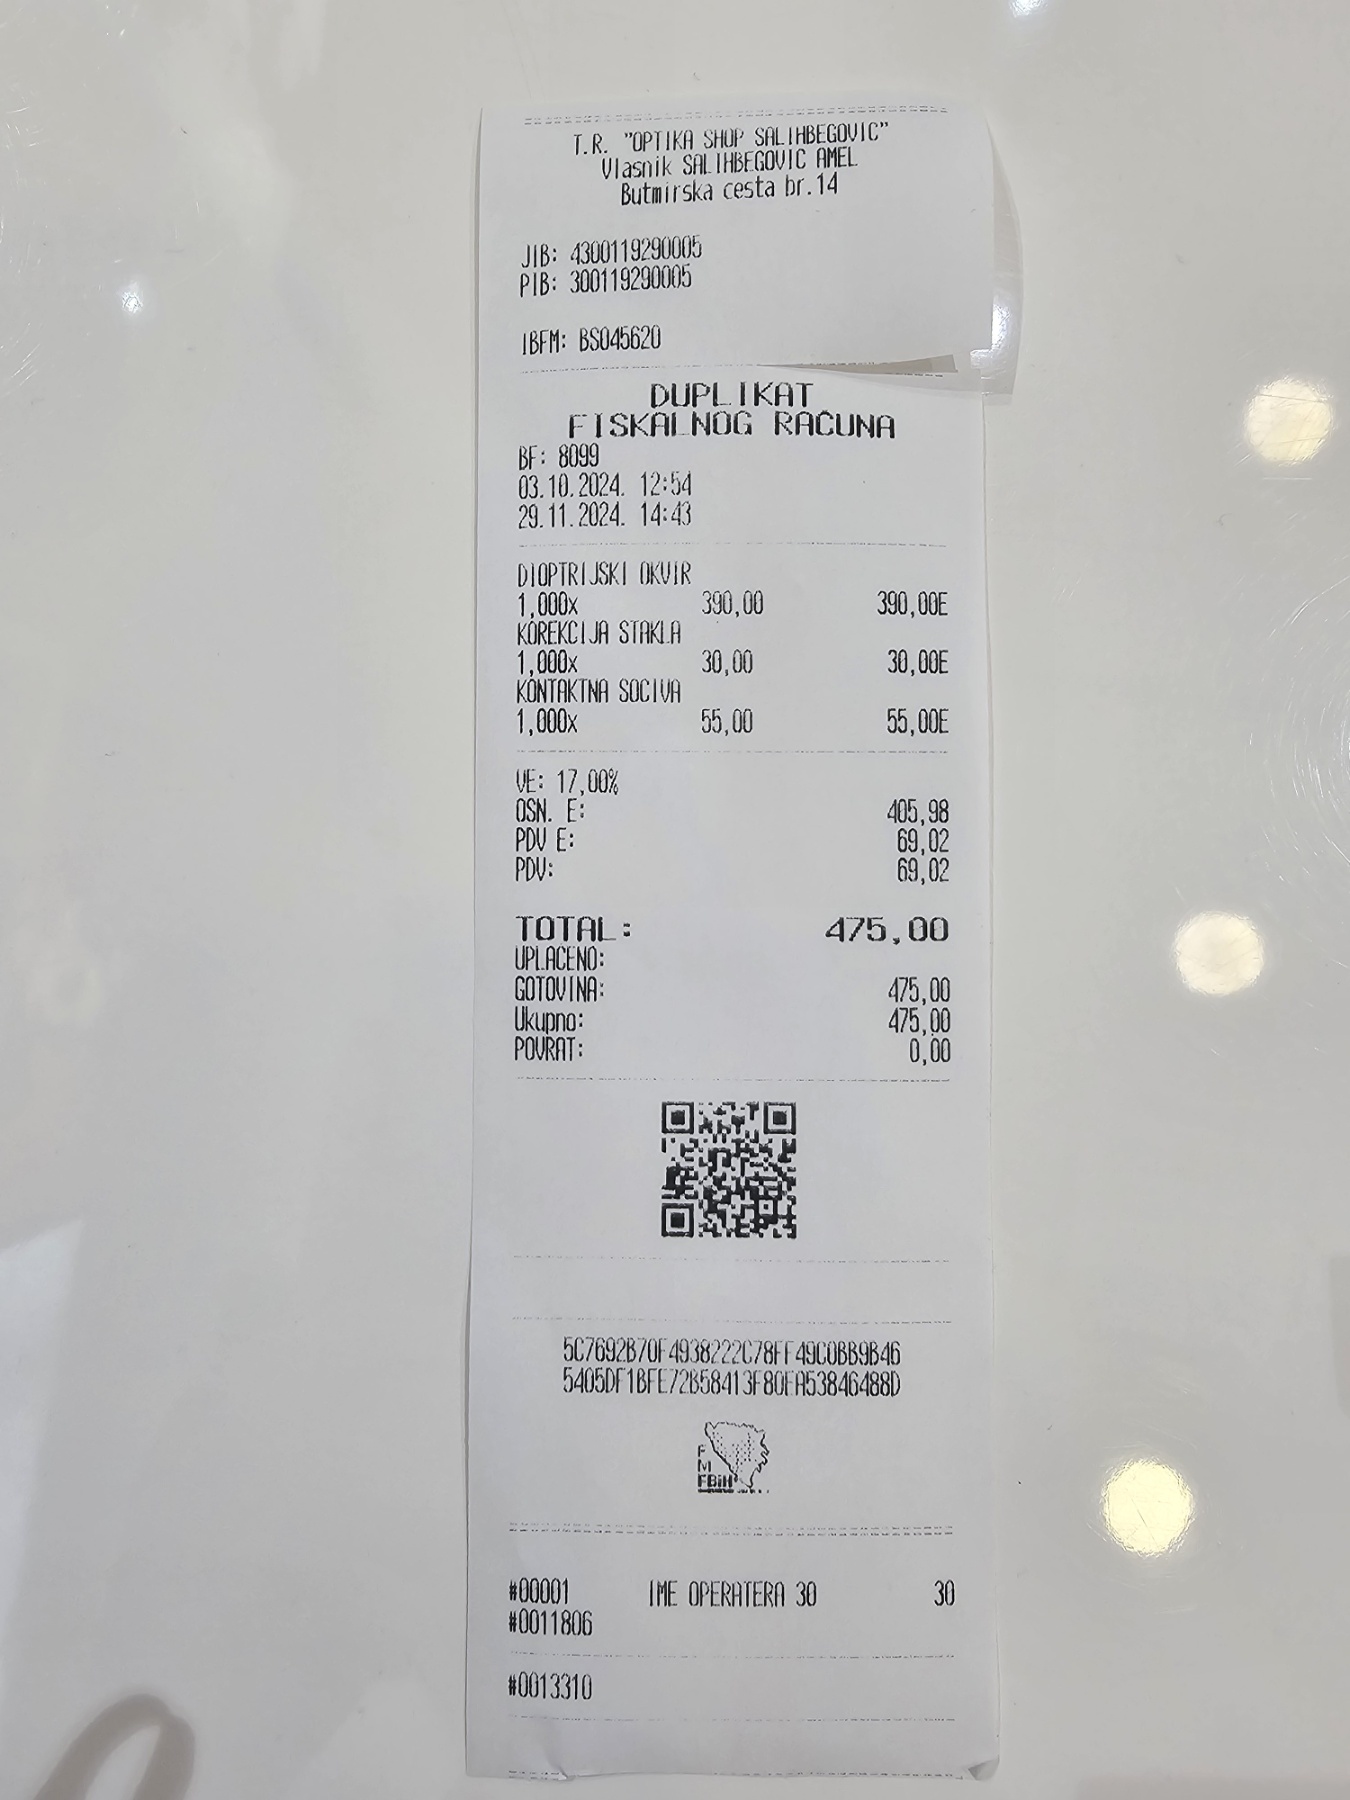 T.R. "OPTIKA SHOP SALIHBEGOVIC"
Vlasnik SALIHBEGOVIC AMEL
Butmirska cesta br.14
JIB: 4300119290005
PIB: 300119290005
IBFM: BS045620
DUPLIKAT
FISKALNOG RAČUNA
BF: 8099
03.10.2024. 12:54
29.11.2024. 14:43
DIOPTRIJSKI OKVIR
1,000x 390,00 390,00E
KOREKCIJA STAKLA
1,000x 30,00 30,00E
KONTAKTNA SOCIVA
1,000x 55,00 55,00E
VE: 17,00%
OSN. E: 405,98
PDV E: 69,02
PDV: 69,02
TOTAL: 475,00
UPLACENO:
GOTOVINA: 475,00
Ukupno: 475,00
POVRAT: 0,00
5C7692B70F4938222C78FF49C0BB9B46
5405DF1BFE72B58413F80EA53846488D
F
M
FBiH
#00001 IME OPERATERA 30 30
#0011806
#0013310